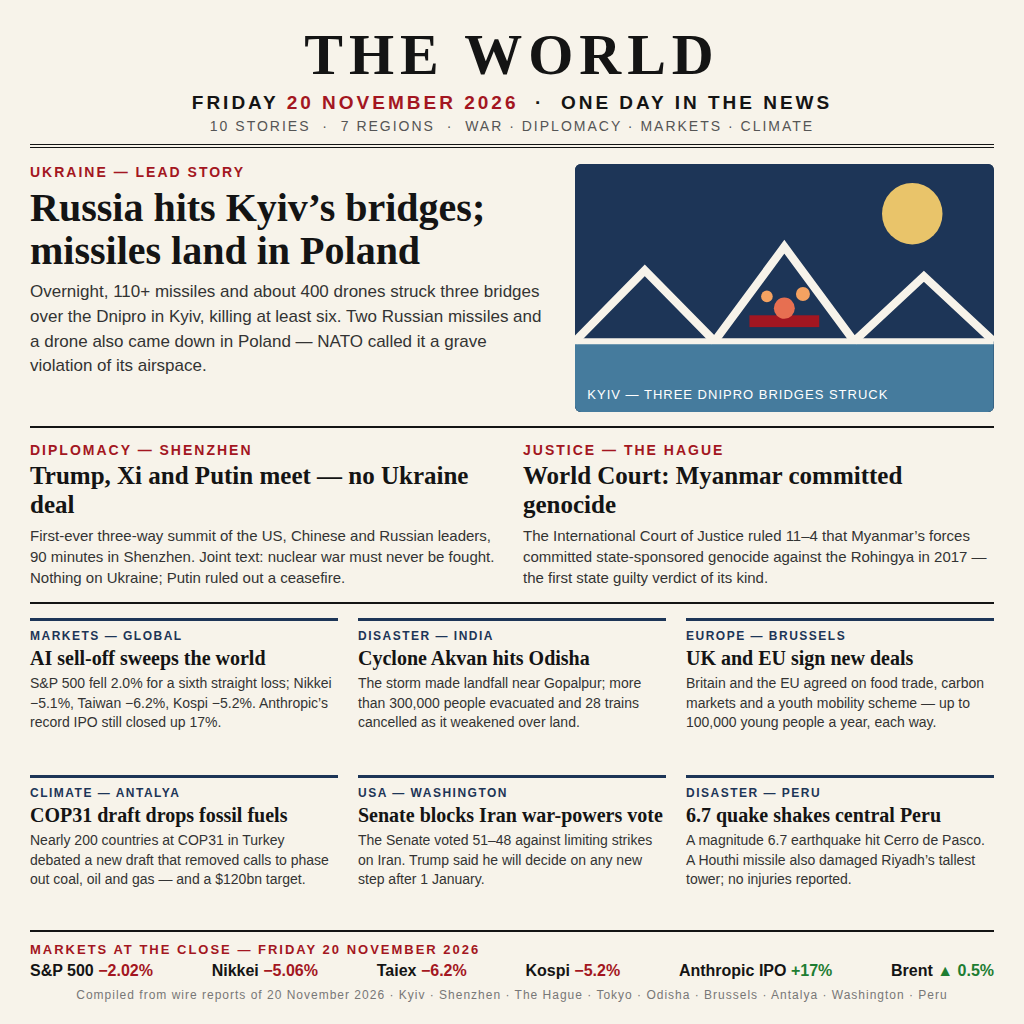 THE WORLD
FRIDAY 20 NOVEMBER 2026 · ONE DAY IN THE NEWS
10 STORIES · 7 REGIONS · WAR · DIPLOMACY · MARKETS · CLIMATE
UKRAINE — LEAD STORY
Russia hits Kyiv’s bridges;
missiles land in Poland
Overnight, 110+ missiles and about 400 drones struck three bridges
over the Dnipro in Kyiv, killing at least six. Two Russian missiles and
a drone also came down in Poland — NATO called it a grave
violation of its airspace.
KYIV — THREE DNIPRO BRIDGES STRUCK
DIPLOMACY — SHENZHEN
Trump, Xi and Putin meet — no Ukraine
deal
First-ever three-way summit of the US, Chinese and Russian leaders,
90 minutes in Shenzhen. Joint text: nuclear war must never be fought.
Nothing on Ukraine; Putin ruled out a ceasefire.
JUSTICE — THE HAGUE
World Court: Myanmar committed
genocide
The International Court of Justice ruled 11–4 that Myanmar’s forces
committed state-sponsored genocide against the Rohingya in 2017 —
the first state guilty verdict of its kind.
MARKETS — GLOBAL
AI sell-off sweeps the world
S&P 500 fell 2.0% for a sixth straight loss; Nikkei
−5.1%, Taiwan −6.2%, Kospi −5.2%. Anthropic’s
record IPO still closed up 17%.
DISASTER — INDIA
Cyclone Akvan hits Odisha
The storm made landfall near Gopalpur; more
than 300,000 people evacuated and 28 trains
cancelled as it weakened over land.
EUROPE — BRUSSELS
UK and EU sign new deals
Britain and the EU agreed on food trade, carbon
markets and a youth mobility scheme — up to
100,000 young people a year, each way.
CLIMATE — ANTALYA
COP31 draft drops fossil fuels
Nearly 200 countries at COP31 in Turkey
debated a new draft that removed calls to phase
out coal, oil and gas — and a $120bn target.
USA — WASHINGTON
Senate blocks Iran war-powers vote
The Senate voted 51–48 against limiting strikes
on Iran. Trump said he will decide on any new
step after 1 January.
DISASTER — PERU
6.7 quake shakes central Peru
A magnitude 6.7 earthquake hit Cerro de Pasco.
A Houthi missile also damaged Riyadh’s tallest
tower; no injuries reported.
MARKETS AT THE CLOSE — FRIDAY 20 NOVEMBER 2026
S&P 500 −2.02% Nikkei −5.06% Taiex −6.2% Kospi −5.2% Anthropic IPO +17% Brent ▲ 0.5%
Compiled from wire reports of 20 November 2026 · Kyiv · Shenzhen · The Hague · Tokyo · Odisha · Brussels · Antalya · Washington · Peru